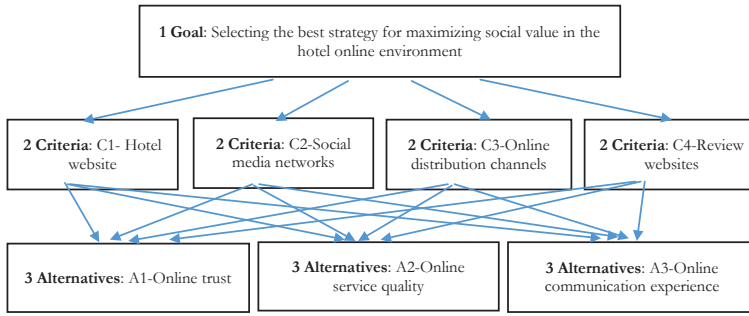 1 Goal: Selecting the best strategy for maximizing social value in the
hotel online environment
2 Criteria: C1- Hotel
website
2 Criteria: C2-Social
media networks
2 Criteria: C3-Online
distribution channels
2 Criteria: C4-Review
websites
3 Alternatives: A1-Online trust
3 Alternatives: A2-Online
service quality
3 Alternatives: A3-Online
communication experience